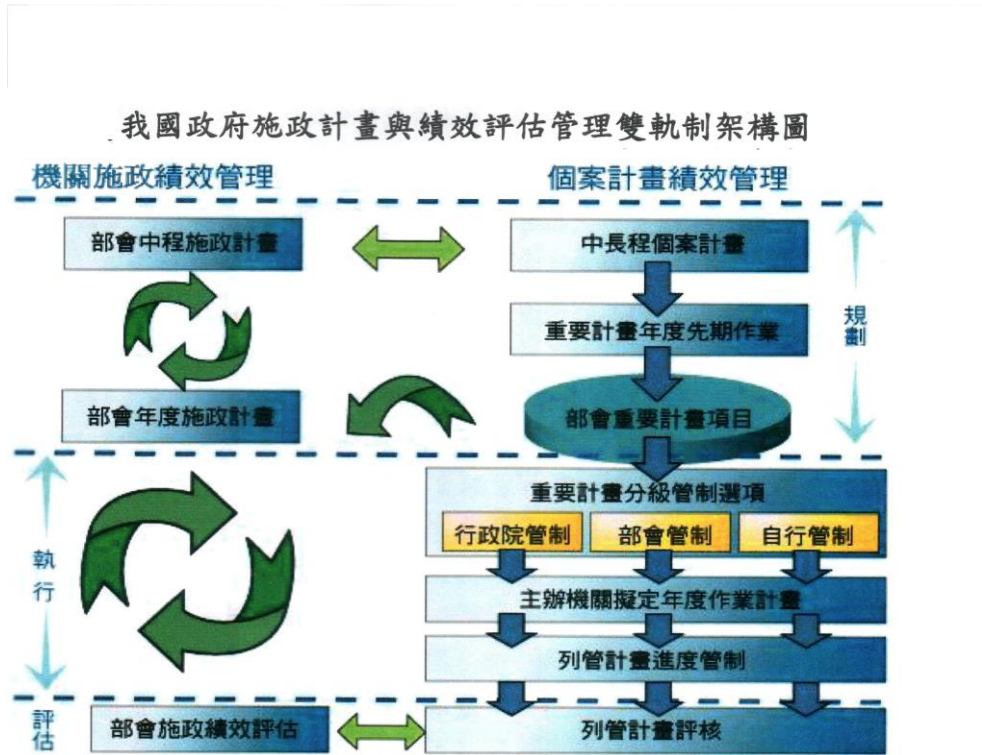 我國政府施政計畫與績效評估管理雙軌制架構圖
機關施政績效管理
個案計畫績效管理
部會中程施政計畫
中長程個案計畫
重要計畫年度先期作業
規劃
部會年度施政計畫
部會重要計畫項目
重要計畫分級管制選項
行政院管制
部會管制
自行管制
執行
主辦機關擬定年度作業計畫
列管計畫進度管制
評估
部會施政績效評估
列管計畫評核